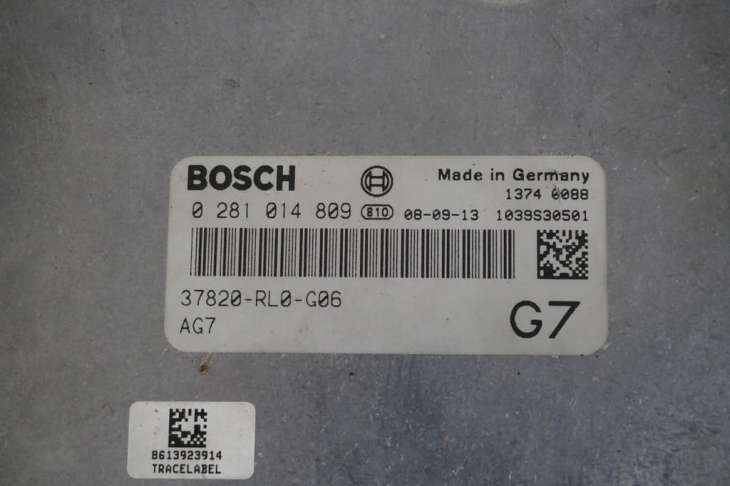 BOSCH Made in Germany
1374 0088
0 281 014 809 810 08-09-13 1039S30501
37820-RL0-G06
AG7 G7
8613923914
TRACELABEL